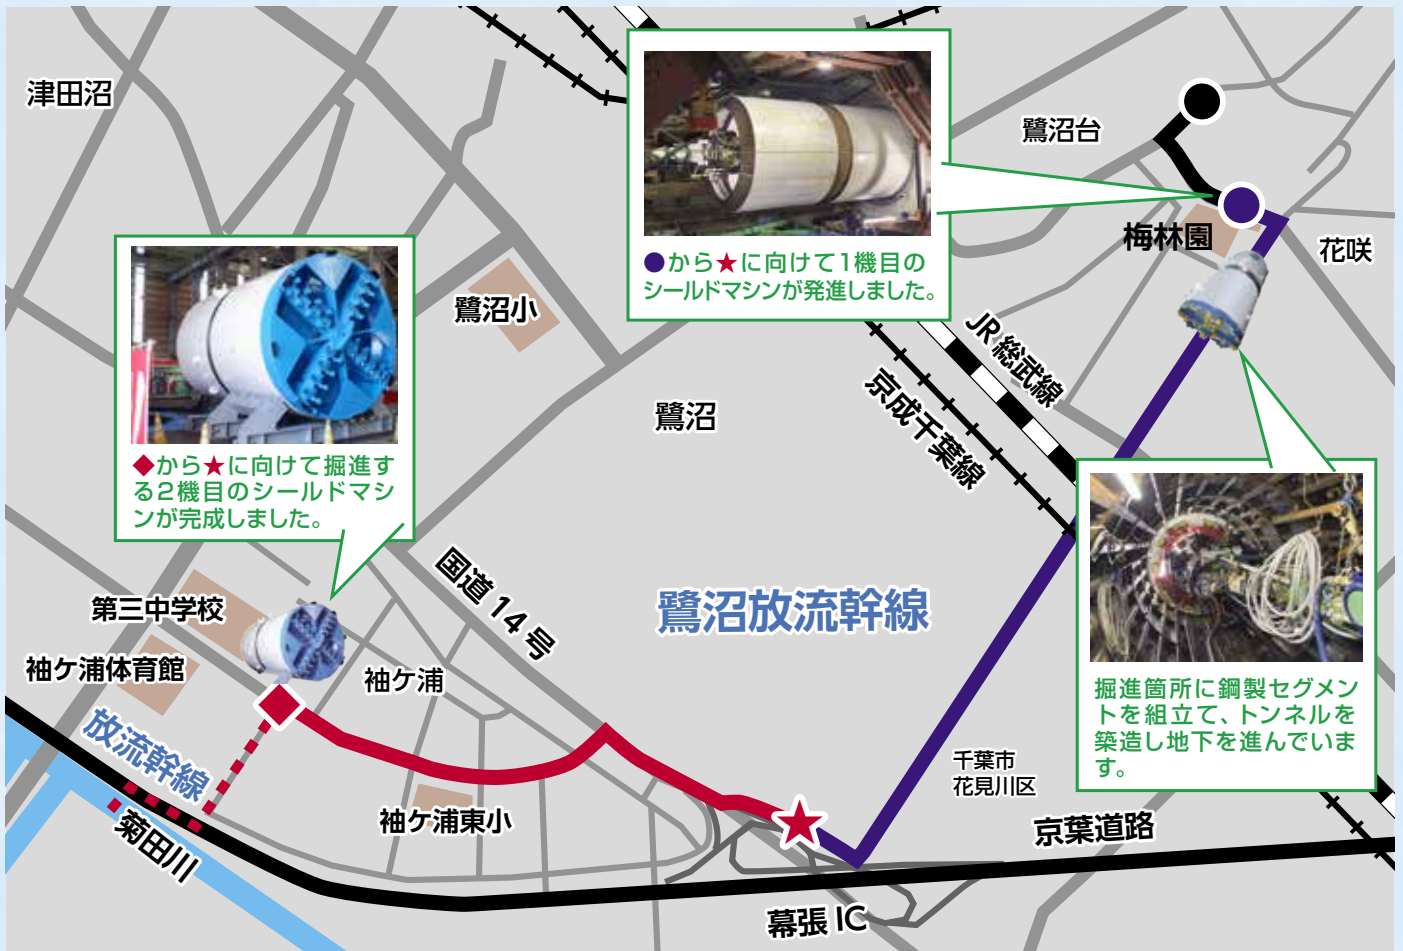 津田沼
鷺沼台
梅林園
花咲
●から★に向けて1機目の
シールドマシンが発進しました。
鷺沼小
JR総武線
京成千葉線
鷺沼
◆から★に向けて掘進す
る2機目のシールドマシ
ンが完成しました。
国道14号
鷺沼放流幹線
第三中学校
袖ケ浦体育館
袖ケ浦
放流幹線
掘進箇所に鋼製セグメン
トを組立て、トンネルを
築造し地下を進んでいま
す。
千葉市
花見川区
袖ケ浦東小
菊田川
京葉道路
幕張IC